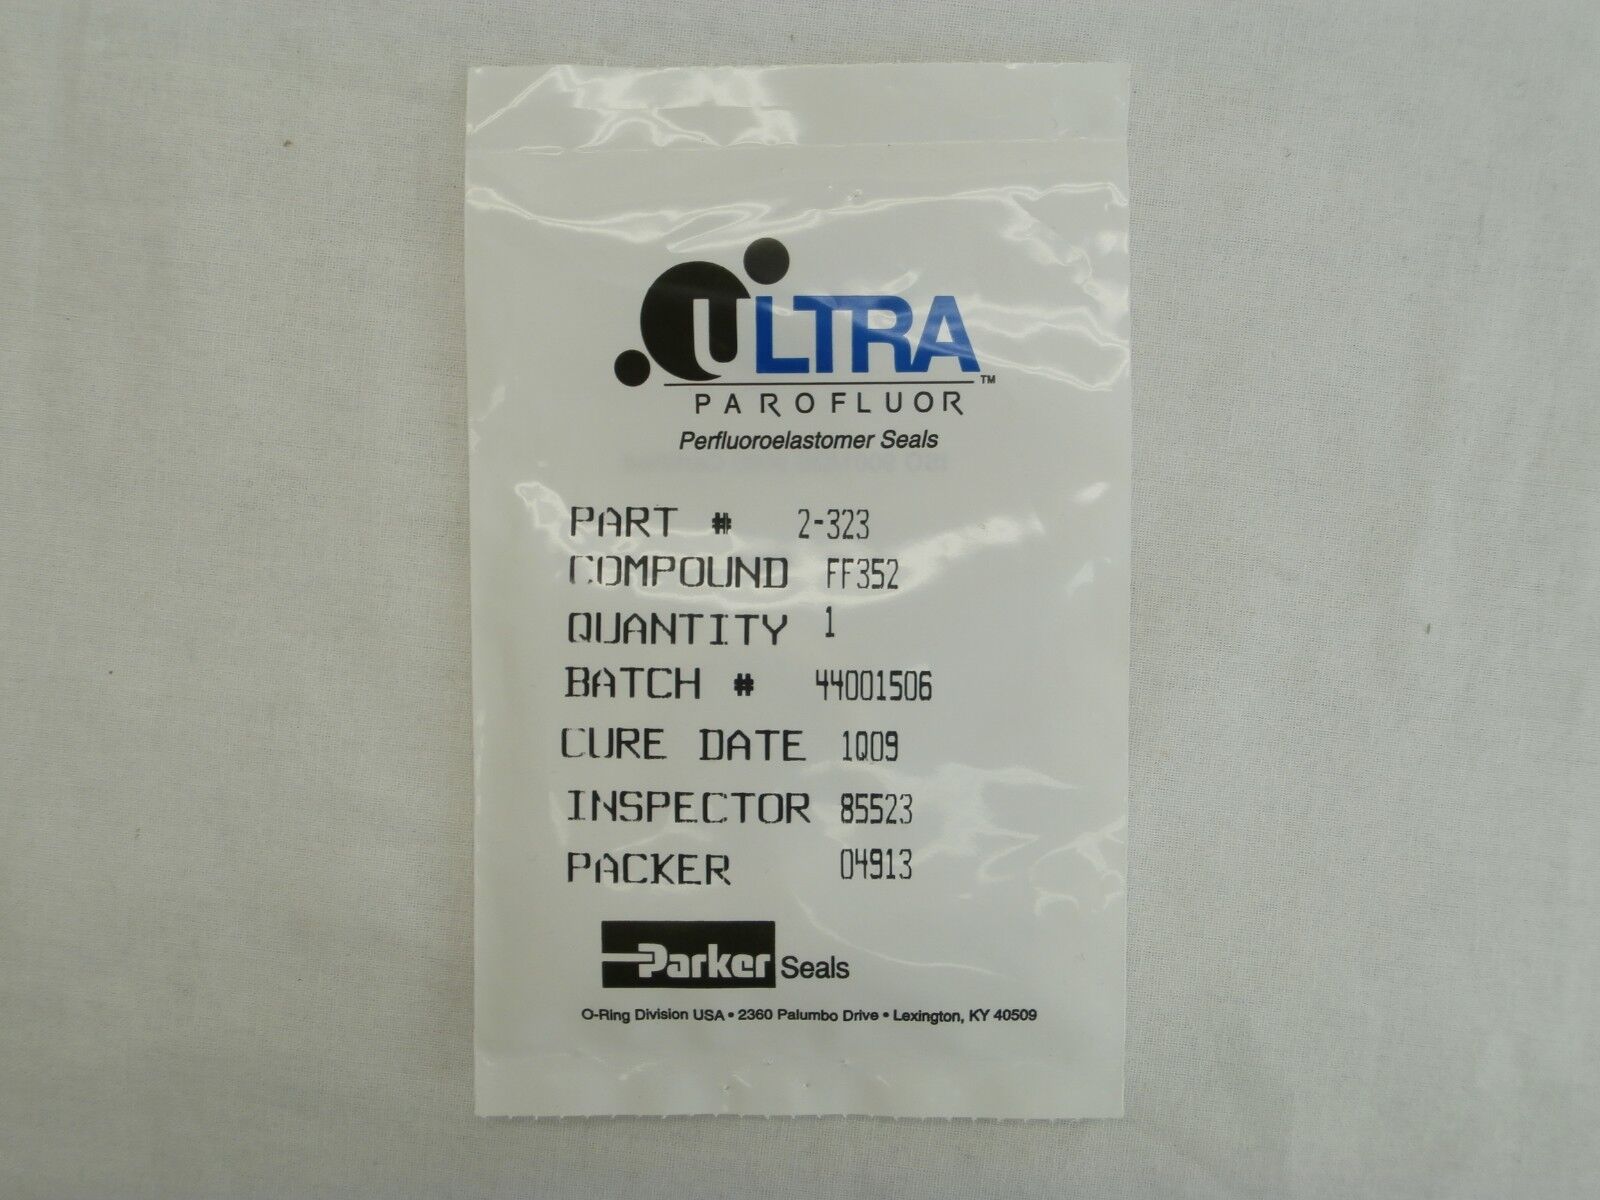 ULTRA™
PAROFLUOR
Perfluoroelastomer Seals
PART # 2-323
COMPOUND FF352
QUANTITY 1
BATCH # 44001506
CURE DATE 1Q09
INSPECTOR 85523
PACKER 04913
Parker Seals
O-Ring Division USA • 2360 Palumbo Drive • Lexington, KY 40509